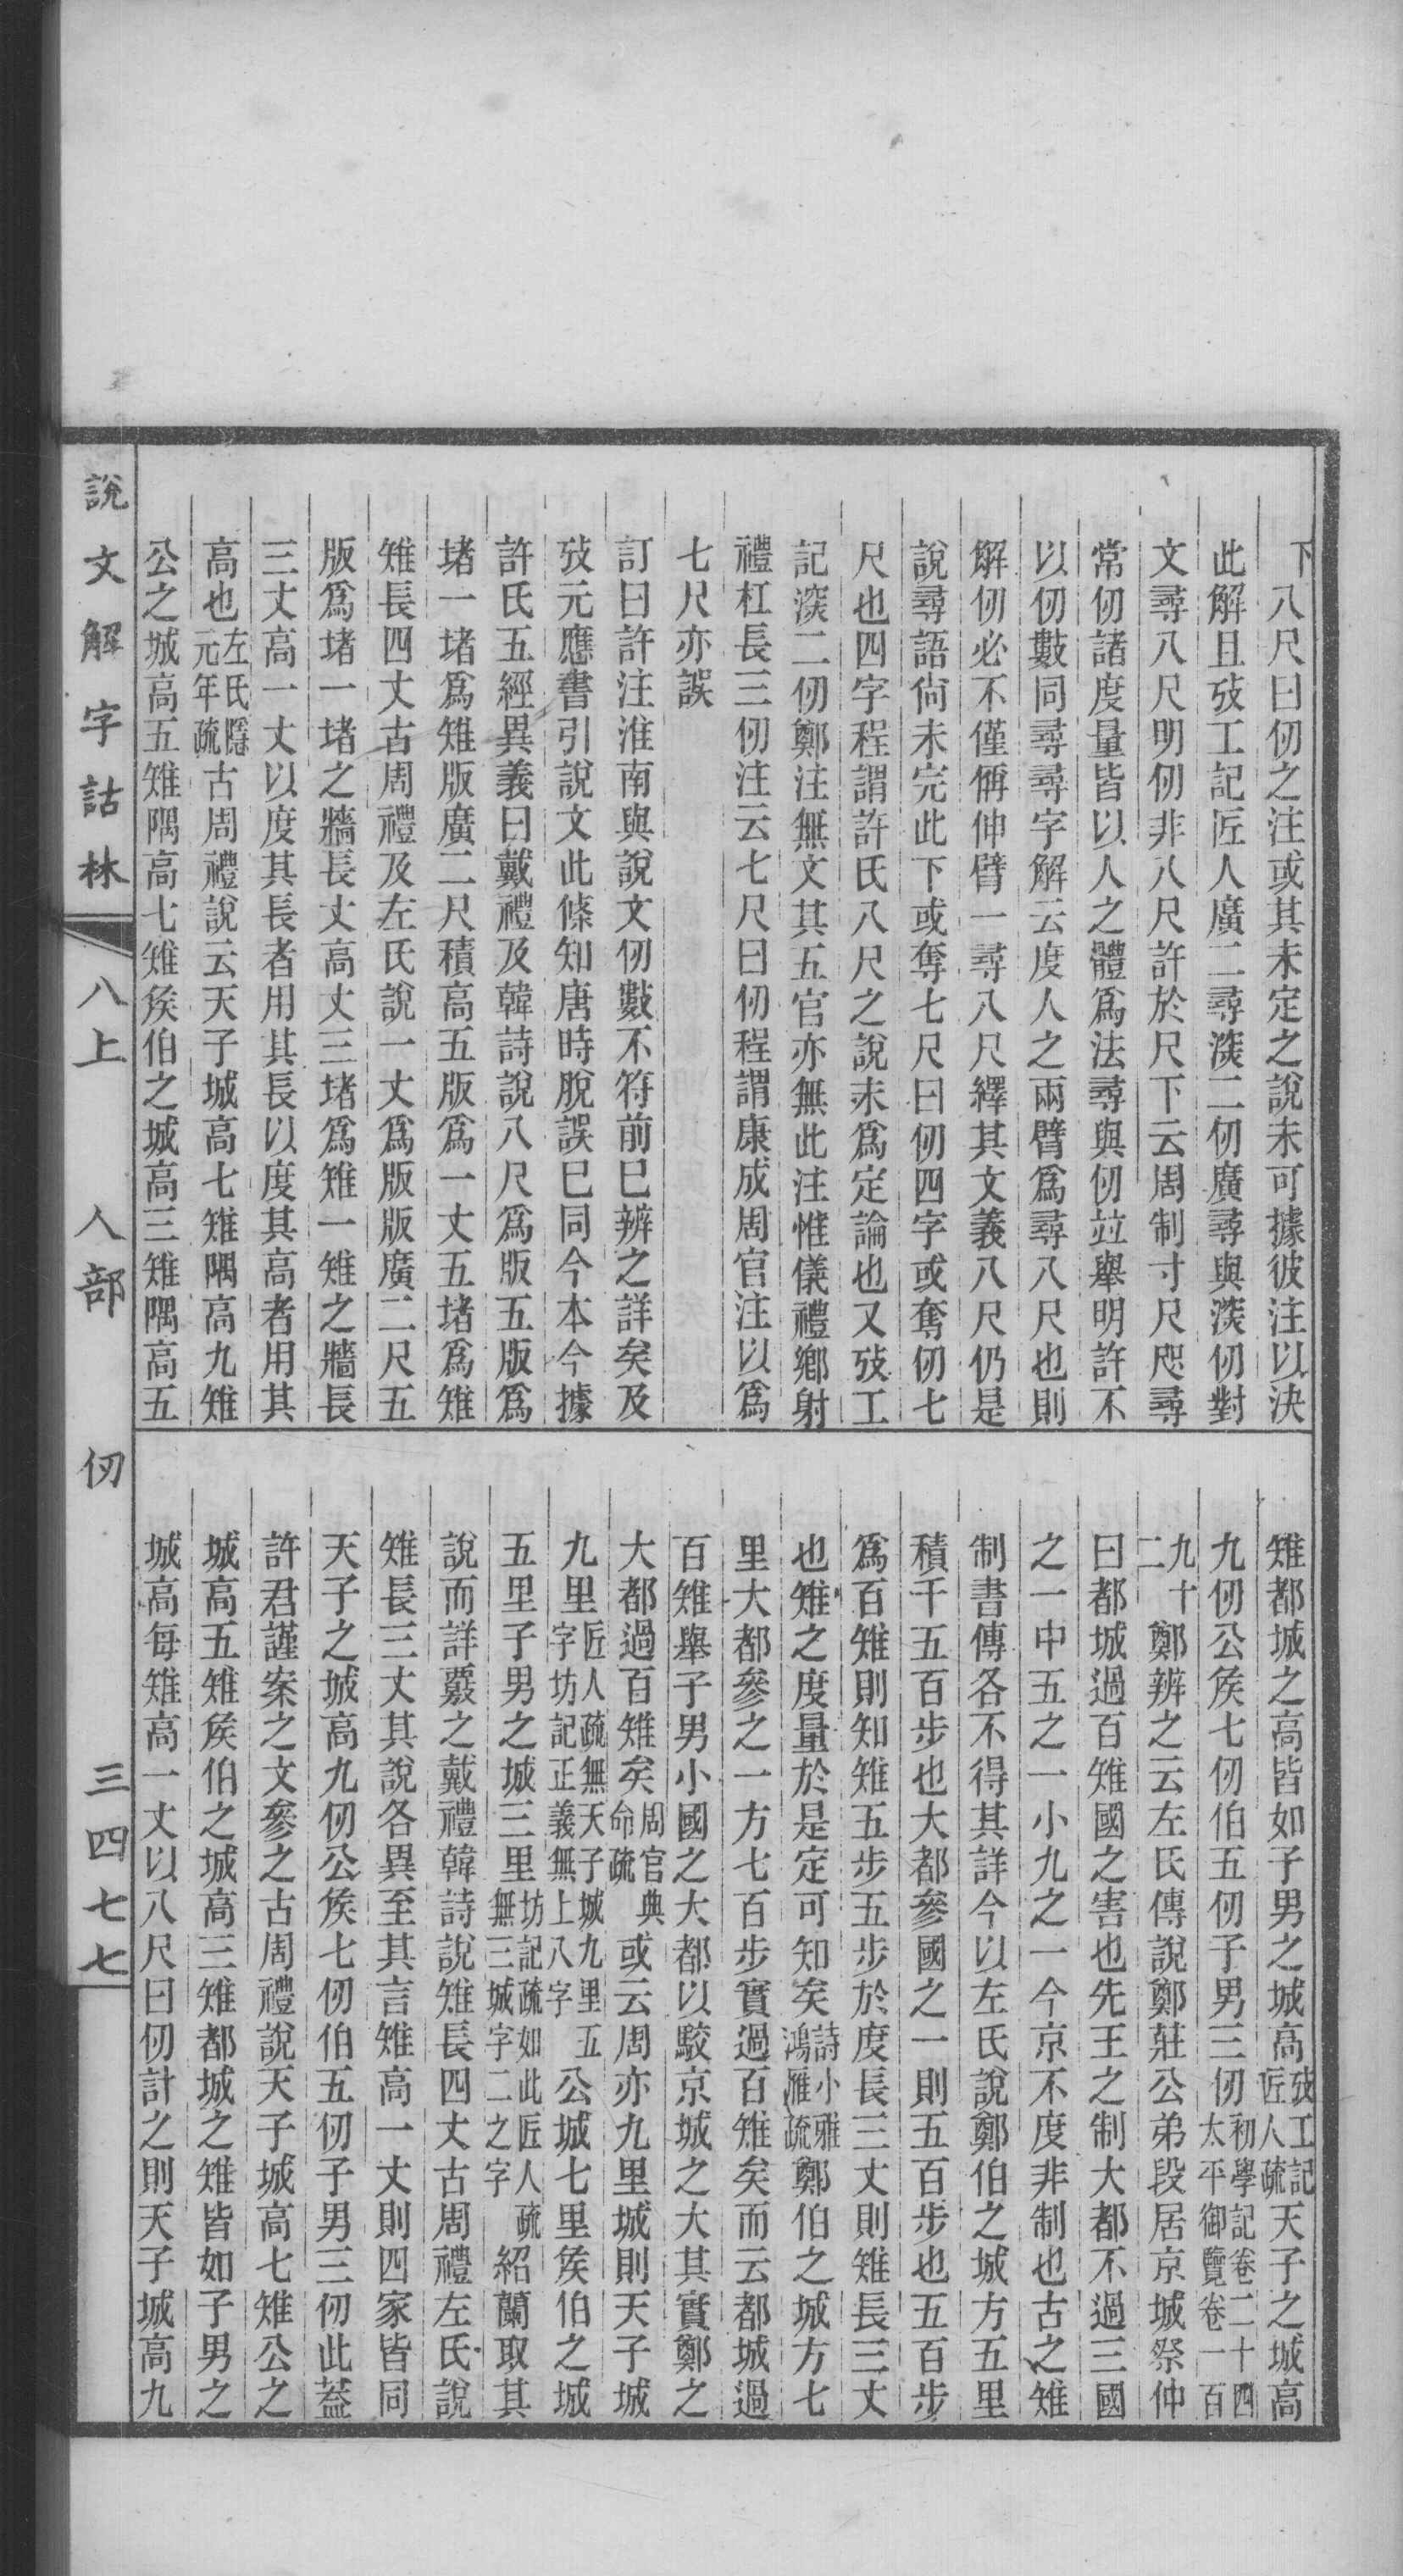 下八尺曰仞之注或其未定之說未可據彼注以決
此解且攷工記匠人廣二尋㴱二仞廣尋與㴱仞對
文尋八尺明仞非八尺許於尺下云周制寸尺咫尋
常仞諸度量皆以人之體爲法尋與仞竝舉明許不
以仞數同尋尋字解云度人之兩臂爲尋八尺也則
解仞必不僅偁伸臂一尋八尺繹其文義八尺仍是
說尋語尙未完此下或奪七尺曰仞四字或奪仞七
尺也四字程謂許氏八尺之說未爲定論也又攷工
記㴱二仞鄭注無文其五官亦無此注惟儀禮鄉射
禮杠長三仞注云七尺曰仞程謂康成周官注以爲
七尺亦誤
訂曰許注淮南與說文仞數不符前巳辨之詳矣及
攷元應書引說文此條知唐時脫誤巳同今本今據
許氏五經異義曰戴禮及韓詩說八尺爲版五版爲
堵一堵爲雉版廣二尺積高五版爲一丈五堵爲雉
雉長四丈古周禮及左氏說一丈爲版版廣二尺五
版爲堵一堵之牆長丈高丈三堵爲雉一雉之牆長
三丈高一丈以度其長者用其長以度其高者用其
高也左氏隱元年疏古周禮說云天子城高七雉隅高九雉
公之城高五雉隅高七雉矦伯之城高三雉隅高五
雉都城之高皆如子男之城高攷工記匠人疏天子之城高
九仞公矦七仞伯五仞子男三仞初學記卷二十四太平御覽卷一百
九十二鄭辨之云左氏傳說鄭莊公弟段居京城祭仲
曰都城過百雉國之害也先王之制大都不過三國
之一中五之一小九之一今京不度非制也古之雉
制書傳各不得其詳今以左氏說鄭伯之城方五里
積千五百步也大都參國之一則五百步也五百步
爲百雉則知雉五步五步於度長三丈則雉長三丈
也雉之度量於是定可知矣詩小雅鴻雁疏鄭伯之城方七
里大都參之一方七百步實過百雉矣而云都城過
百雉舉子男小國之大都以駮京城之大其實鄭之
大都過百雉矣周官典命疏或云周亦九里城則天子城
九里匠人疏無天子城九里五字坊記正義無上八字公城七里矦伯之城
五里子男之城三里坊記疏如此匠人疏無三城字二之字紹蘭取其
說而詳覈之戴禮韓詩說雉長四丈古周禮左氏說
雉長三丈其說各異至其言雉高一丈則四家皆同
天子之城高九仞公矦七仞伯五仞子男三仞此葢
許君謹案之文參之古周禮說天子城高七雉公之
城高五雉矦伯之城高三雉都城之雉皆如子男之
城高每雉高一丈以八尺曰仞計之則天子城高九
說文解字詁林 八上 人部 仞 三四七七